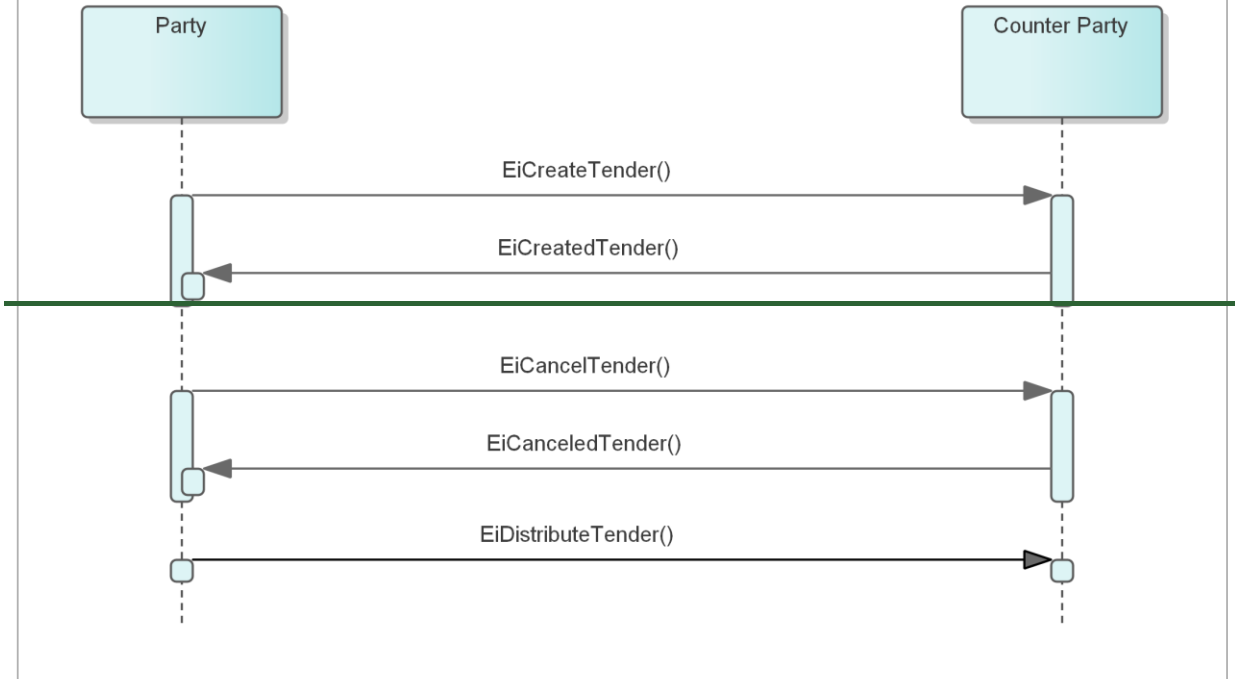 Party
Counter Party
EiCreateTender()
EiCreatedTender()
EiCancelTender()
EiCanceledTender()
EiDistributeTender()